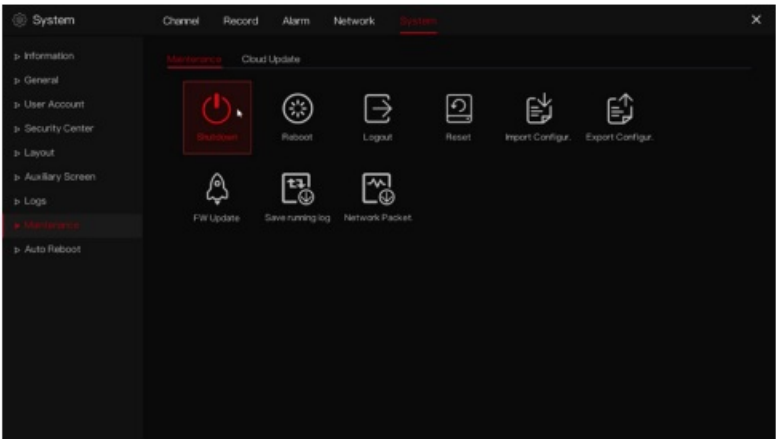 System
Channel Record Alarm Network System
Information
General
User Account
Security Center
Layout
Auxiliary Screen
Logs
Maintenance
Auto Reboot
Maintenance Cloud Update
Shutdown Reboot Logout Reset Import Configur. Export Configur.
FW Update Save running log Network Packet.